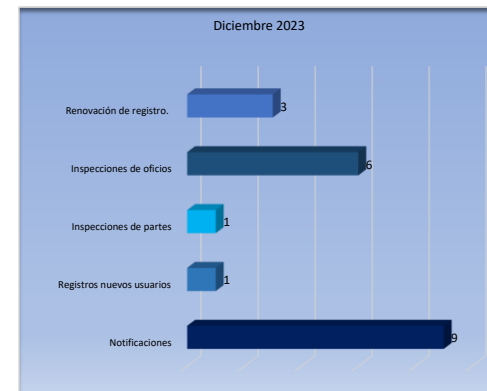 Diciembre 2023
Renovación de registro.
3
Inspecciones de oficios
6
Inspecciones de partes
1
Registros nuevos usuarios
1
Notificaciones
9